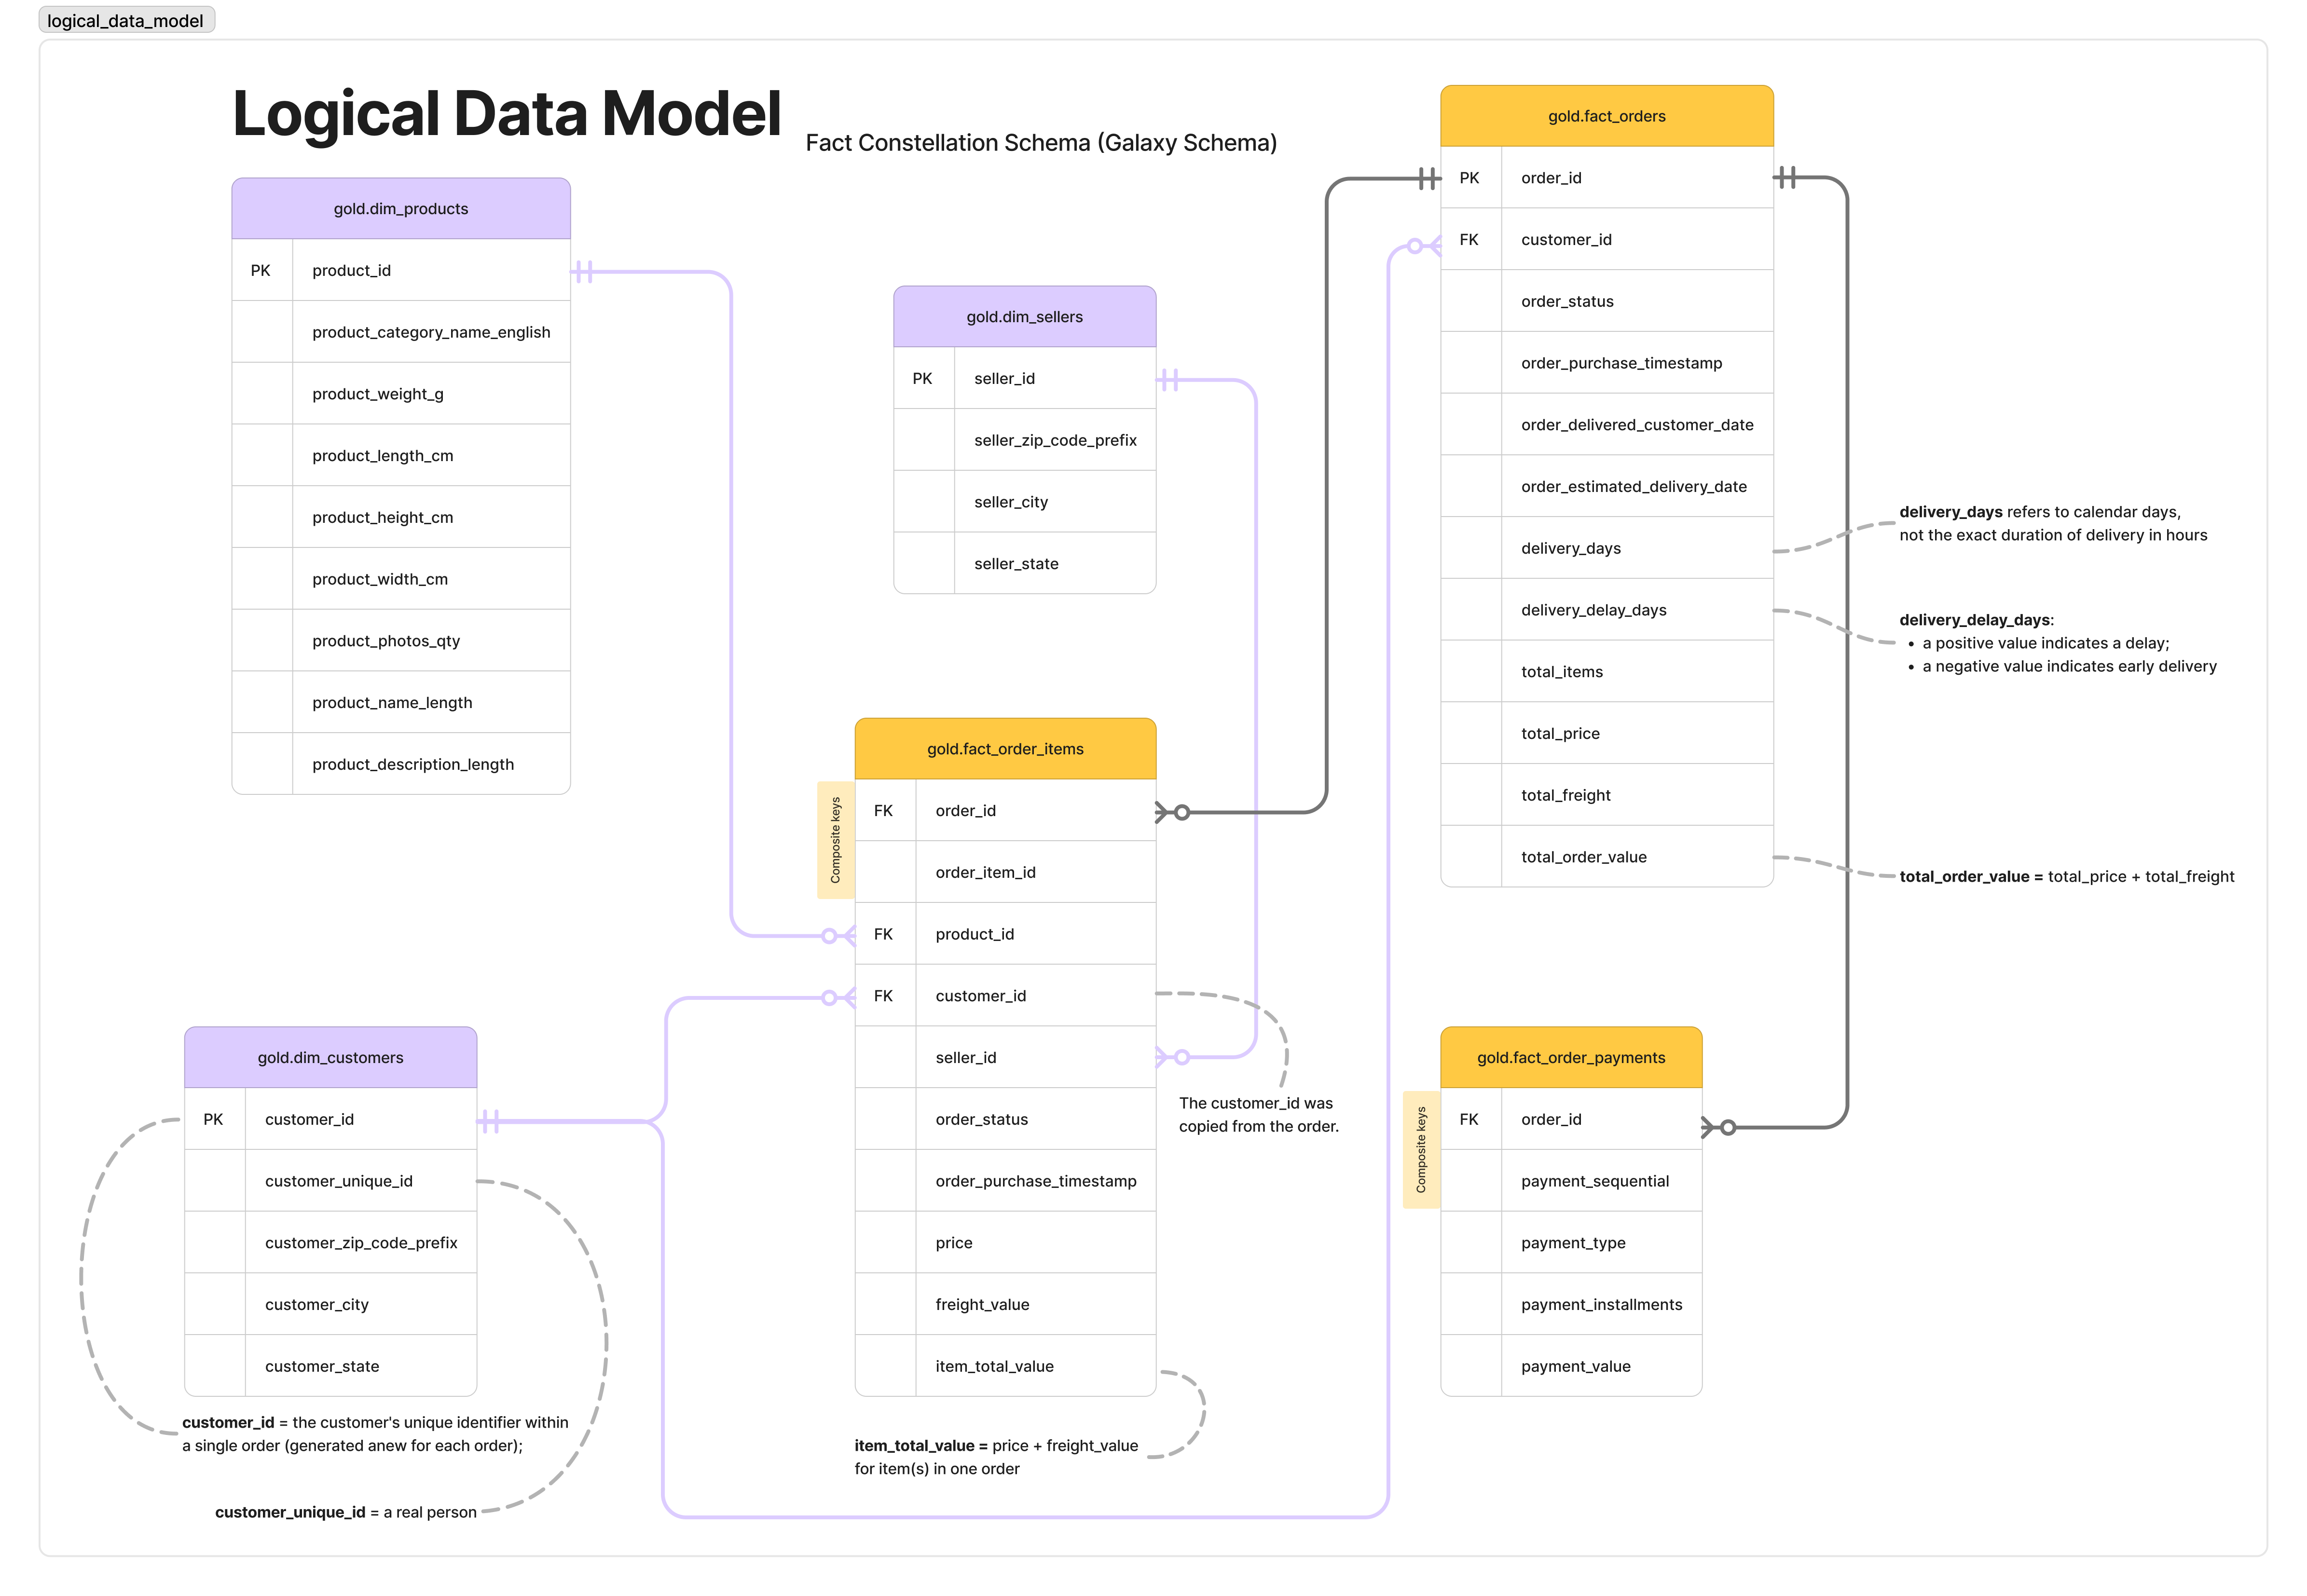 logical_data_model
Logical Data Model
Fact Constellation Schema (Galaxy Schema)
gold.dim_products
PK product_id
product_category_name_english
product_weight_g
product_length_cm
product_height_cm
product_width_cm
product_photos_qty
product_name_length
product_description_length
gold.dim_sellers
PK seller_id
seller_zip_code_prefix
seller_city
seller_state
gold.fact_orders
PK order_id
FK customer_id
order_status
order_purchase_timestamp
order_delivered_customer_date
order_estimated_delivery_date
delivery_days
delivery_delay_days
total_items
total_price
total_freight
total_order_value
delivery_days refers to calendar days,
not the exact duration of delivery in hours
delivery_delay_days:
• a positive value indicates a delay;
• a negative value indicates early delivery
total_order_value = total_price + total_freight
gold.fact_order_items
Composite keys
FK order_id
order_item_id
FK product_id
FK customer_id
seller_id
order_status
order_purchase_timestamp
price
freight_value
item_total_value
The customer_id was
copied from the order.
item_total_value = price + freight_value
for item(s) in one order
gold.dim_customers
PK customer_id
customer_unique_id
customer_zip_code_prefix
customer_city
customer_state
customer_id = the customer's unique identifier within
a single order (generated anew for each order);
customer_unique_id = a real person
gold.fact_order_payments
Composite keys
FK order_id
payment_sequential
payment_type
payment_installments
payment_value